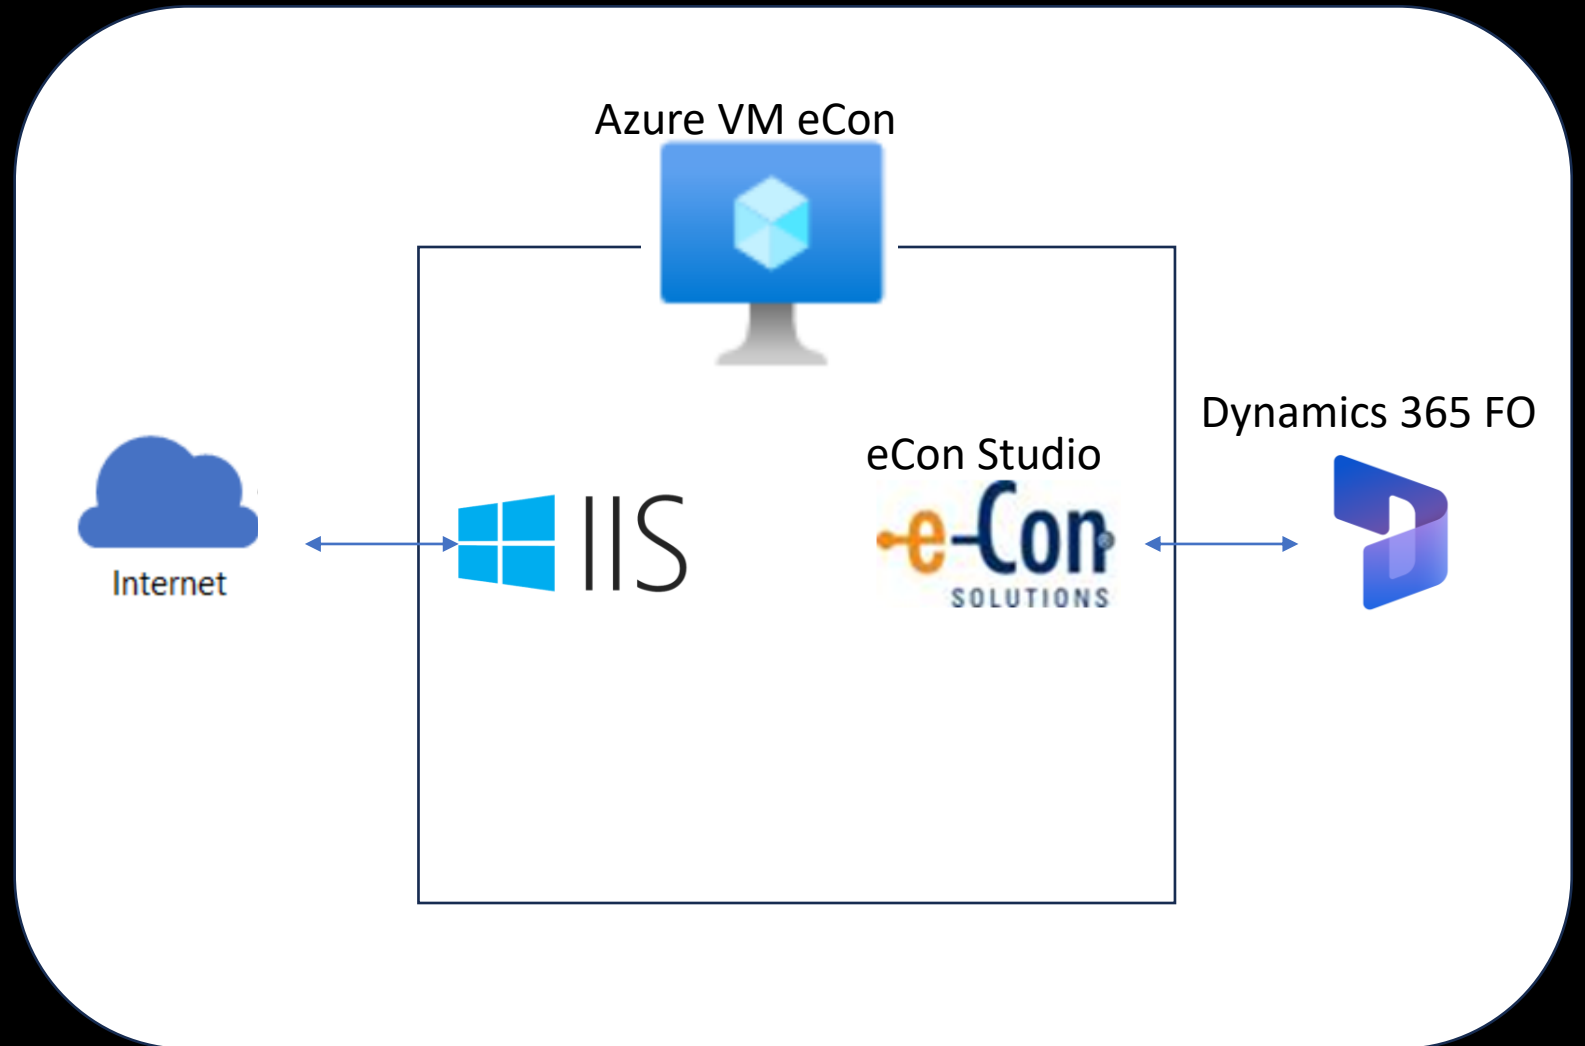 Azure VM eCon
Dynamics 365 FO
eCon Studio
IIS
e-Con
SOLUTIONS
Internet